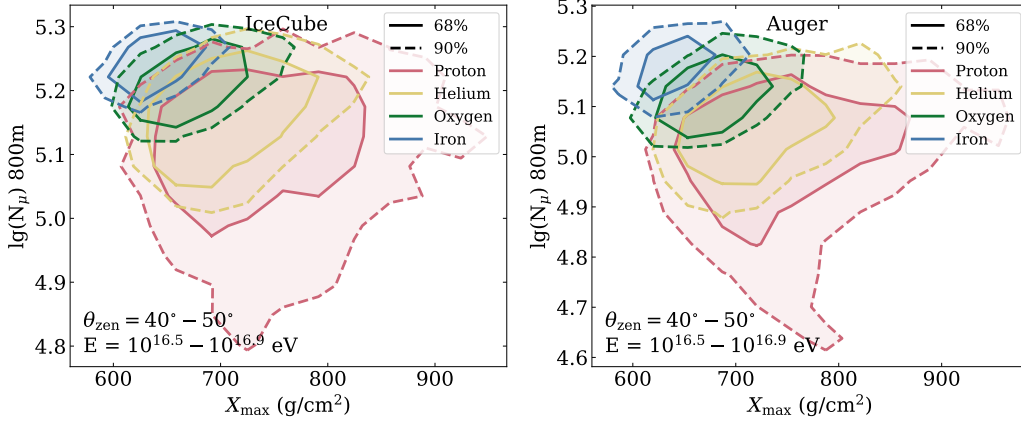 IceCube
68%
90%
Proton
Helium
Oxygen
Iron
5.3
5.2
5.1
5.0
4.9
4.8
lg(N_μ) 800m
θ_zen = 40° − 50°
E = 10^16.5 − 10^16.9 eV
600
700
800
900
X_max (g/cm²)
Auger
68%
90%
Proton
Helium
Oxygen
Iron
5.3
5.2
5.1
5.0
4.9
4.8
4.7
4.6
lg(N_μ) 800m
θ_zen = 40° − 50°
E = 10^16.5 − 10^16.9 eV
600
700
800
900
X_max (g/cm²)